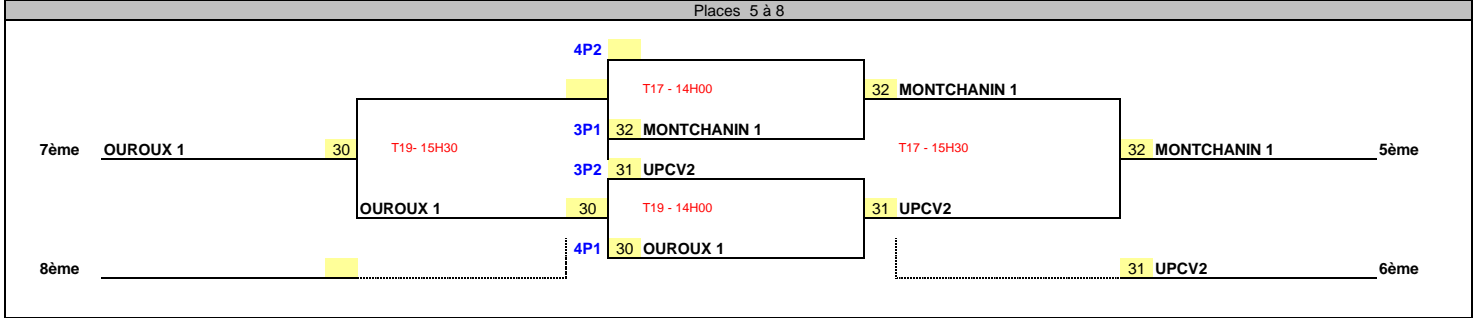 Places 5 à 8
4P2
T17 - 14H00
32 MONTCHANIN 1
3P1 32 MONTCHANIN 1
7ème OUROUX 1 30 T19- 15H30 T17 - 15H30 32 MONTCHANIN 1 5ème
3P2 31 UPCV2
OUROUX 1 30 T19 - 14H00 31 UPCV2
4P1 30 OUROUX 1
8ème 31 UPCV2 6ème